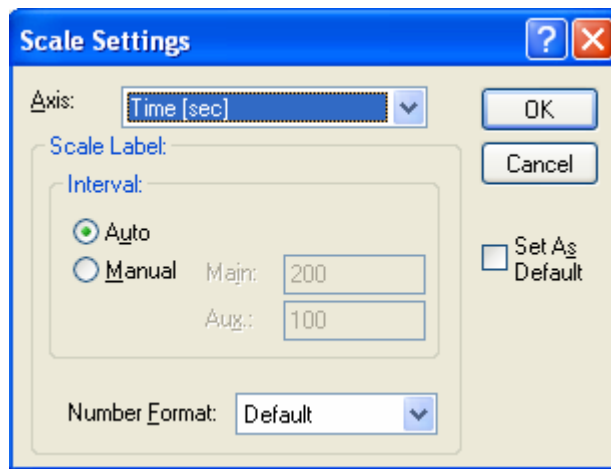 Scale Settings
Axis: Time [sec]
OK
Scale Label:
Cancel
Interval:
Auto
Set As
Default
Manual Main: 200
Aux.: 100
Number Format: Default